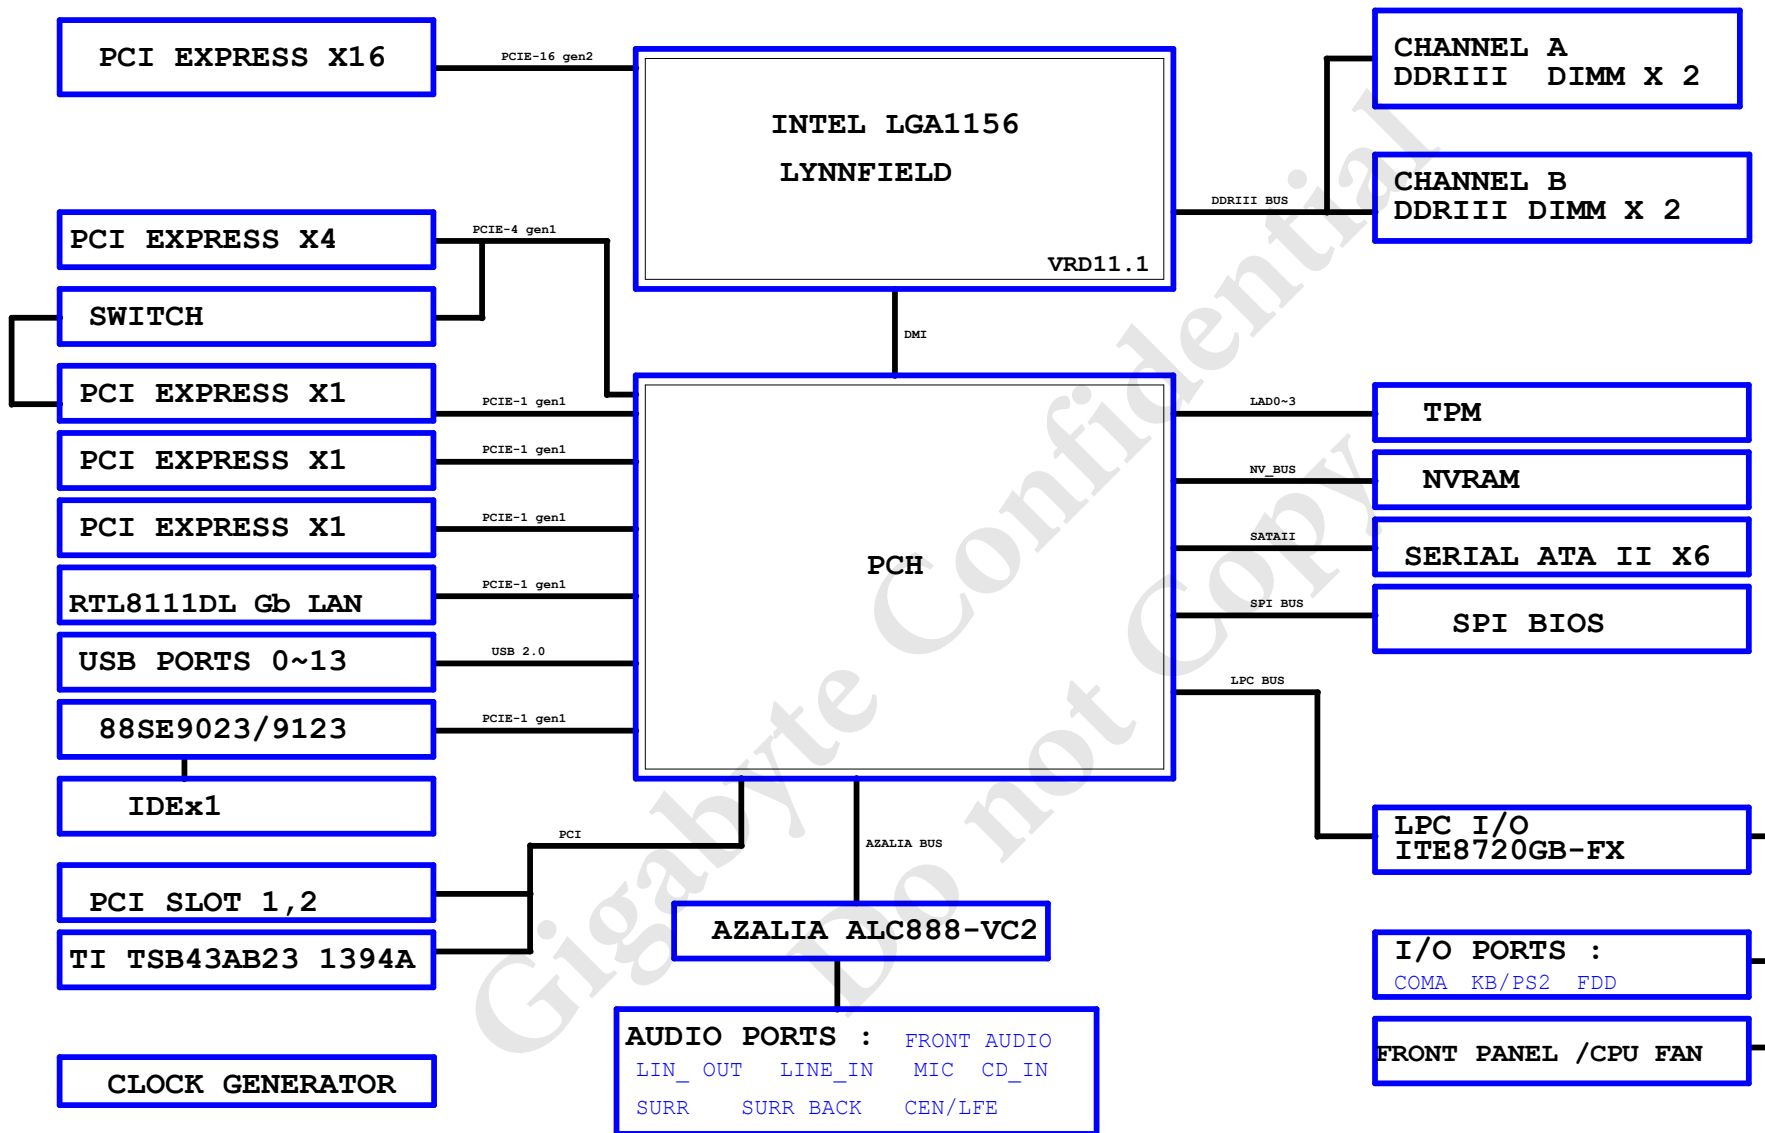 PCI EXPRESS X16
PCIE-16 gen2
INTEL LGA1156
LYNNFIELD
VRD11.1
CHANNEL A
DDRIII DIMM X 2
CHANNEL B
DDRIII DIMM X 2
DDRIII BUS
PCI EXPRESS X4
PCIE-4 gen1
SWITCH
DMI
PCI EXPRESS X1
PCIE-1 gen1
PCI EXPRESS X1
PCIE-1 gen1
PCI EXPRESS X1
PCIE-1 gen1
RTL8111DL Gb LAN
PCIE-1 gen1
USB PORTS 0~13
USB 2.0
88SE9023/9123
PCIE-1 gen1
IDEx1
PCH
LAD0~3
TPM
NV_BUS
NVRAM
SATAII
SERIAL ATA II X6
SPI BUS
SPI BIOS
LPC BUS
LPC I/O
ITE8720GB-FX
PCI
PCI SLOT 1,2
TI TSB43AB23 1394A
AZALIA BUS
AZALIA ALC888-VC2
I/O PORTS :
COMA KB/PS2 FDD
FRONT PANEL /CPU FAN
AUDIO PORTS : FRONT AUDIO
LIN_ OUT LINE_IN MIC CD_IN
SURR SURR BACK CEN/LFE
CLOCK GENERATOR
Gigabyte Confidential
Do not Copy